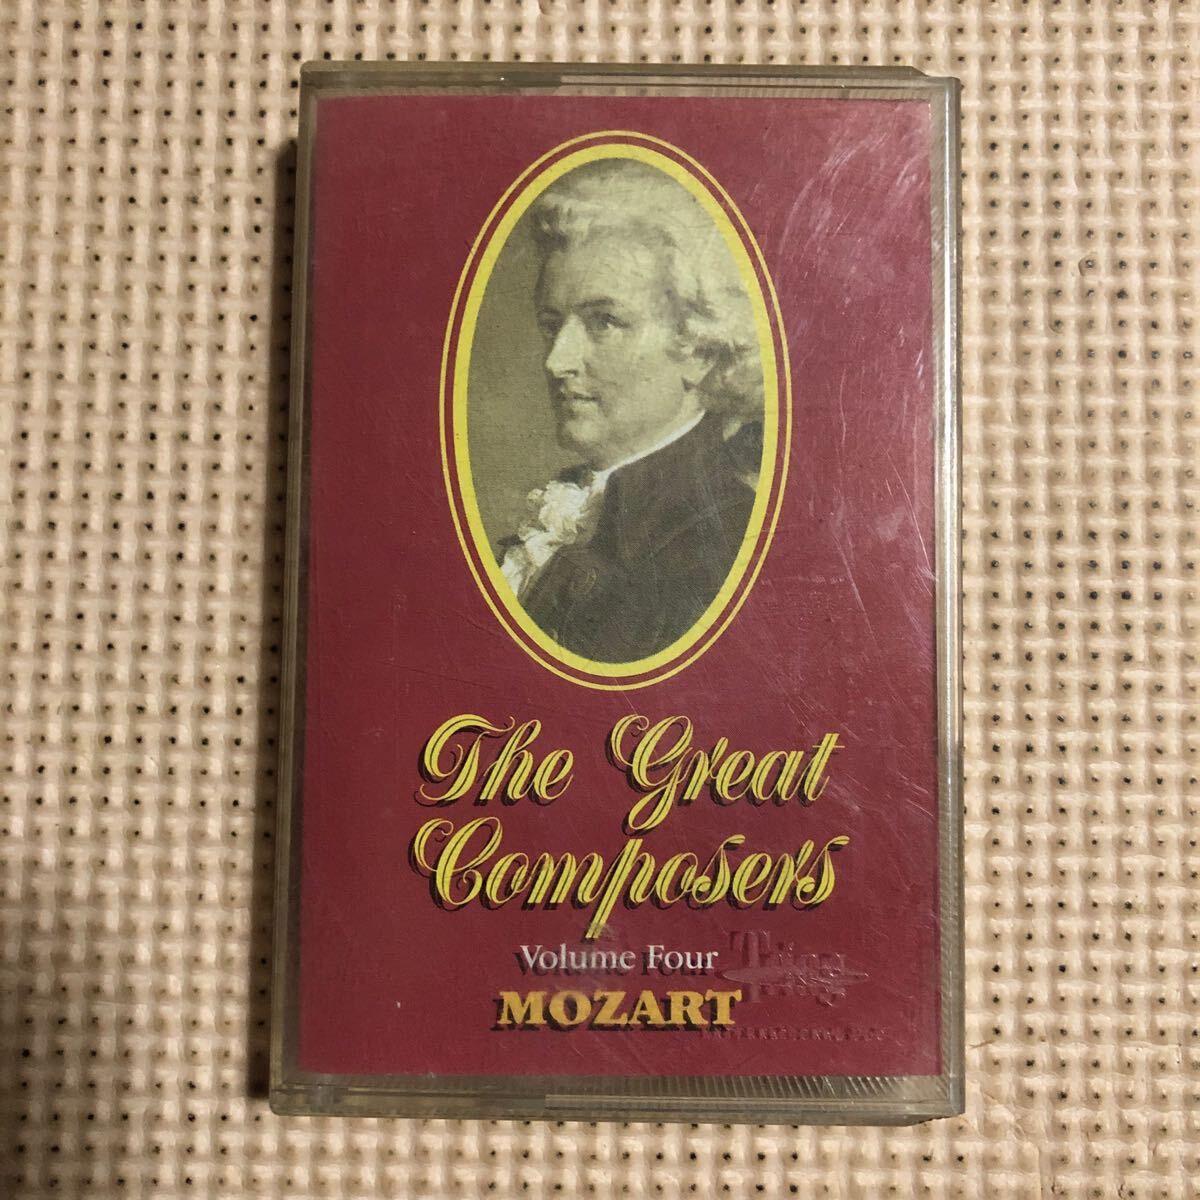 The Great
Composers
Volume Four
MOZART